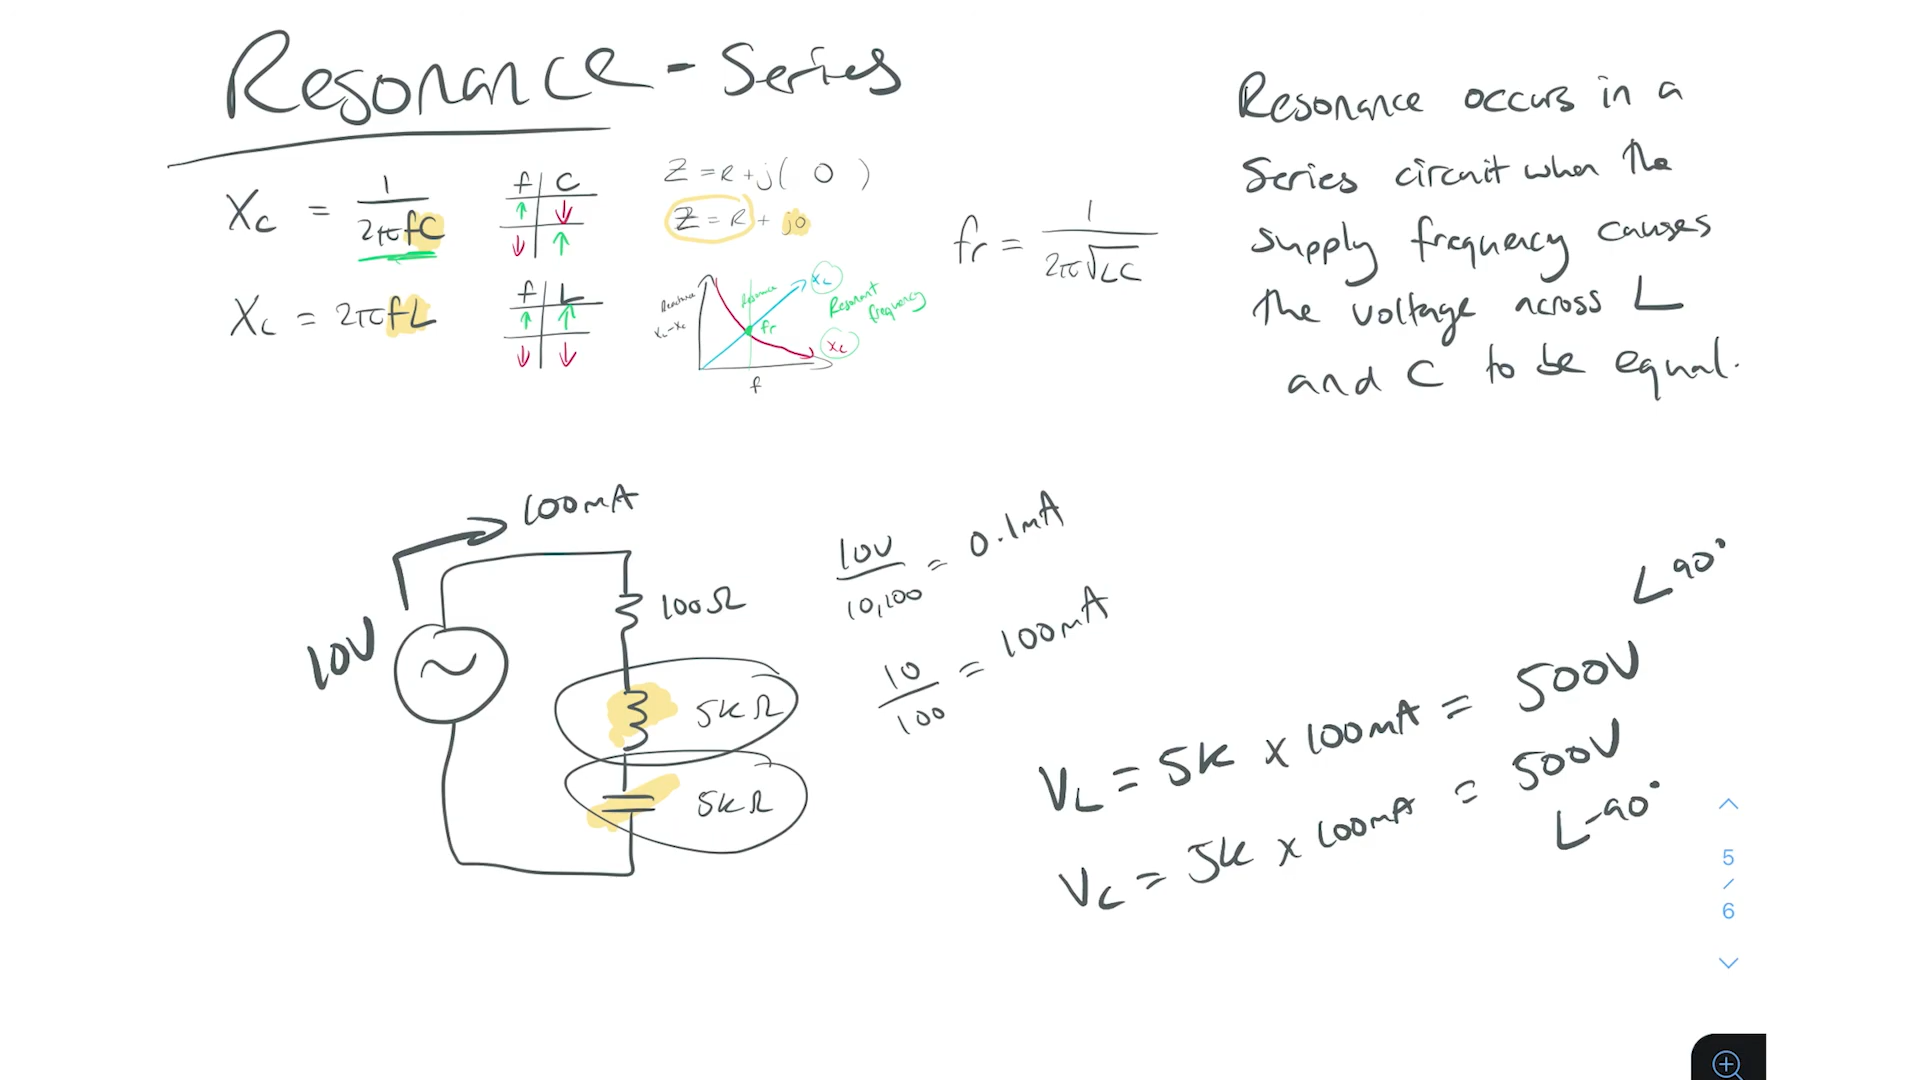 Resonance - Series
Resonance occurs in a
Series circuit when the
supply frequency causes
the voltage across L
and C to be equal.
Xc = 1/2πfC
f C
↑ ↓
↓ ↑
Z = R + j( 0 )
Z = R + j0
fr = 1/2π√LC
XL = 2πfL
f L
↑ ↑
↓ ↓
Resonance
XL
Resonant
frequency
fr
Xc
f
100mA
10V
100Ω
5kΩ
5kΩ
10V/10,100 = 0.1mA
10/100 = 100mA
∠90°
VL = 5k x 100mA = 500V
Vc = 5k x 100mA = 500V
∠-90°
5
/
6